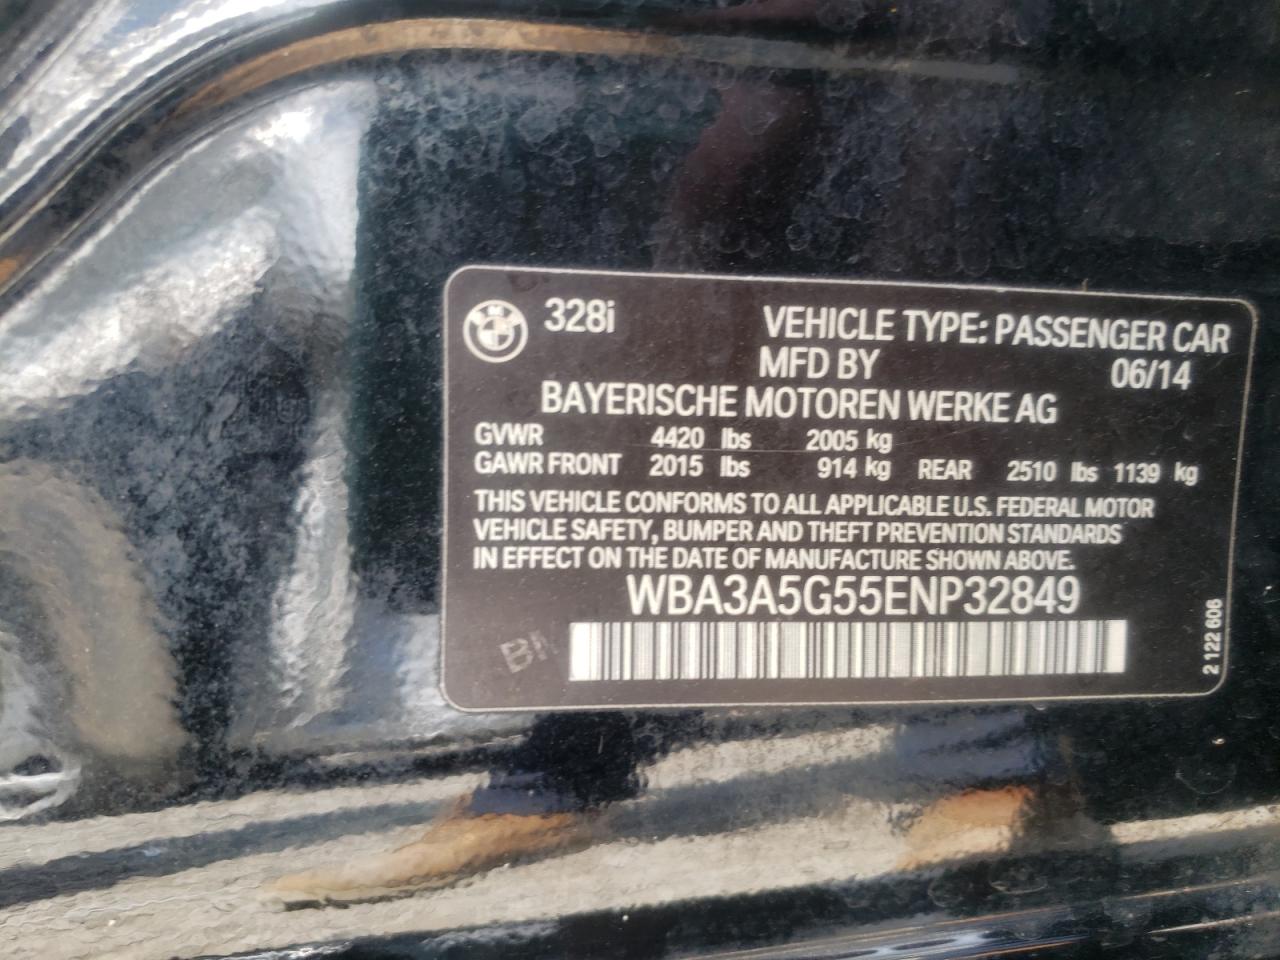 328i
VEHICLE TYPE: PASSENGER CAR
MFD BY 06/14
BAYERISCHE MOTOREN WERKE AG
GVWR 4420 lbs 2005 kg
GAWR FRONT 2015 lbs 914 kg REAR 2510 lbs 1139 kg
THIS VEHICLE CONFORMS TO ALL APPLICABLE U.S. FEDERAL MOTOR
VEHICLE SAFETY, BUMPER AND THEFT PREVENTION STANDARDS
IN EFFECT ON THE DATE OF MANUFACTURE SHOWN ABOVE.
WBA3A5G55ENP32849
2 122 606